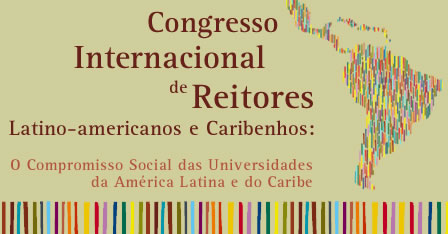 Congresso
Internacional
de Reitores
Latino-americanos e Caribenhos:
O Compromisso Social das Universidades
da América Latina e do Caribe